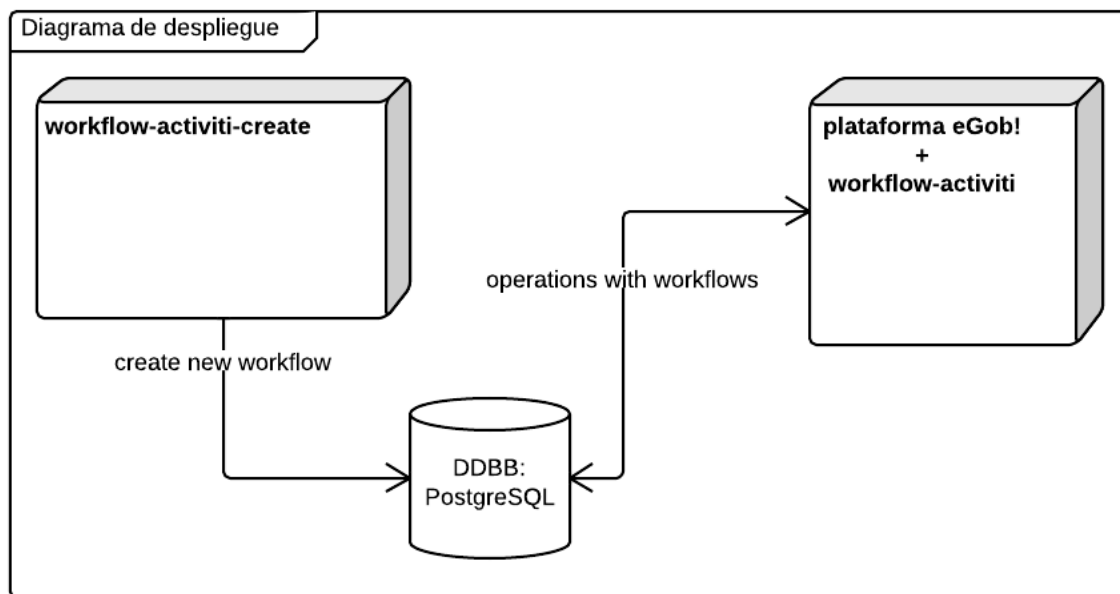 Diagrama de despliegue
workflow-activiti-create
plataforma eGob!
+
workflow-activiti
operations with workflows
create new workflow
DDBB:
PostgreSQL